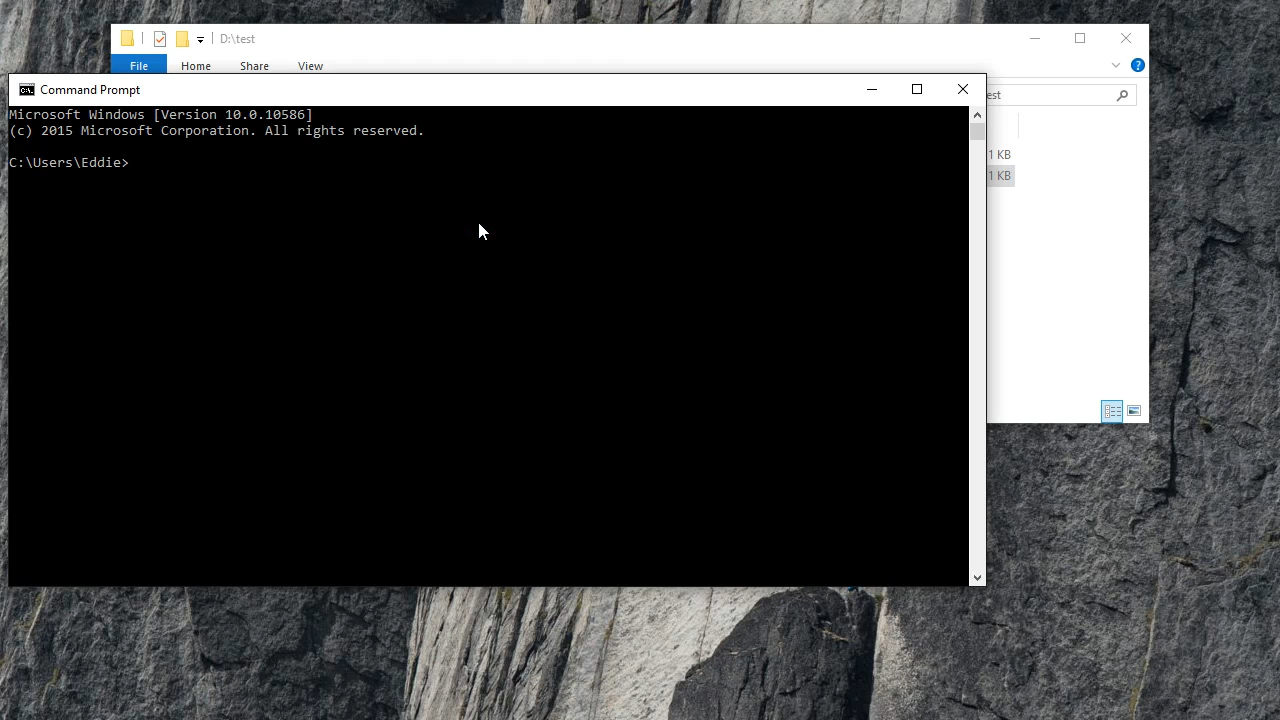 D:\test
File Home Share View
Command Prompt
Microsoft Windows [Version 10.0.10586]
(c) 2015 Microsoft Corporation. All rights reserved.
C:\Users\Eddie>
est
1 KB
1 KB